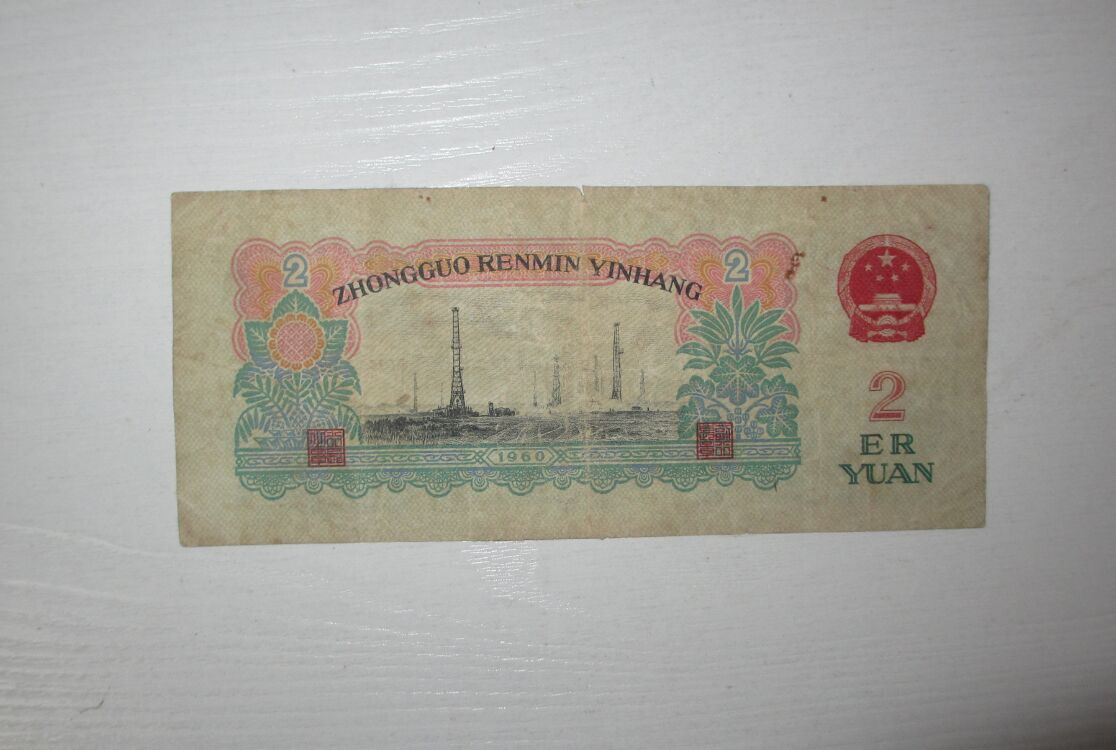 2
2
ZHONGGUO RENMIN YINHANG
1960
2
ER
YUAN